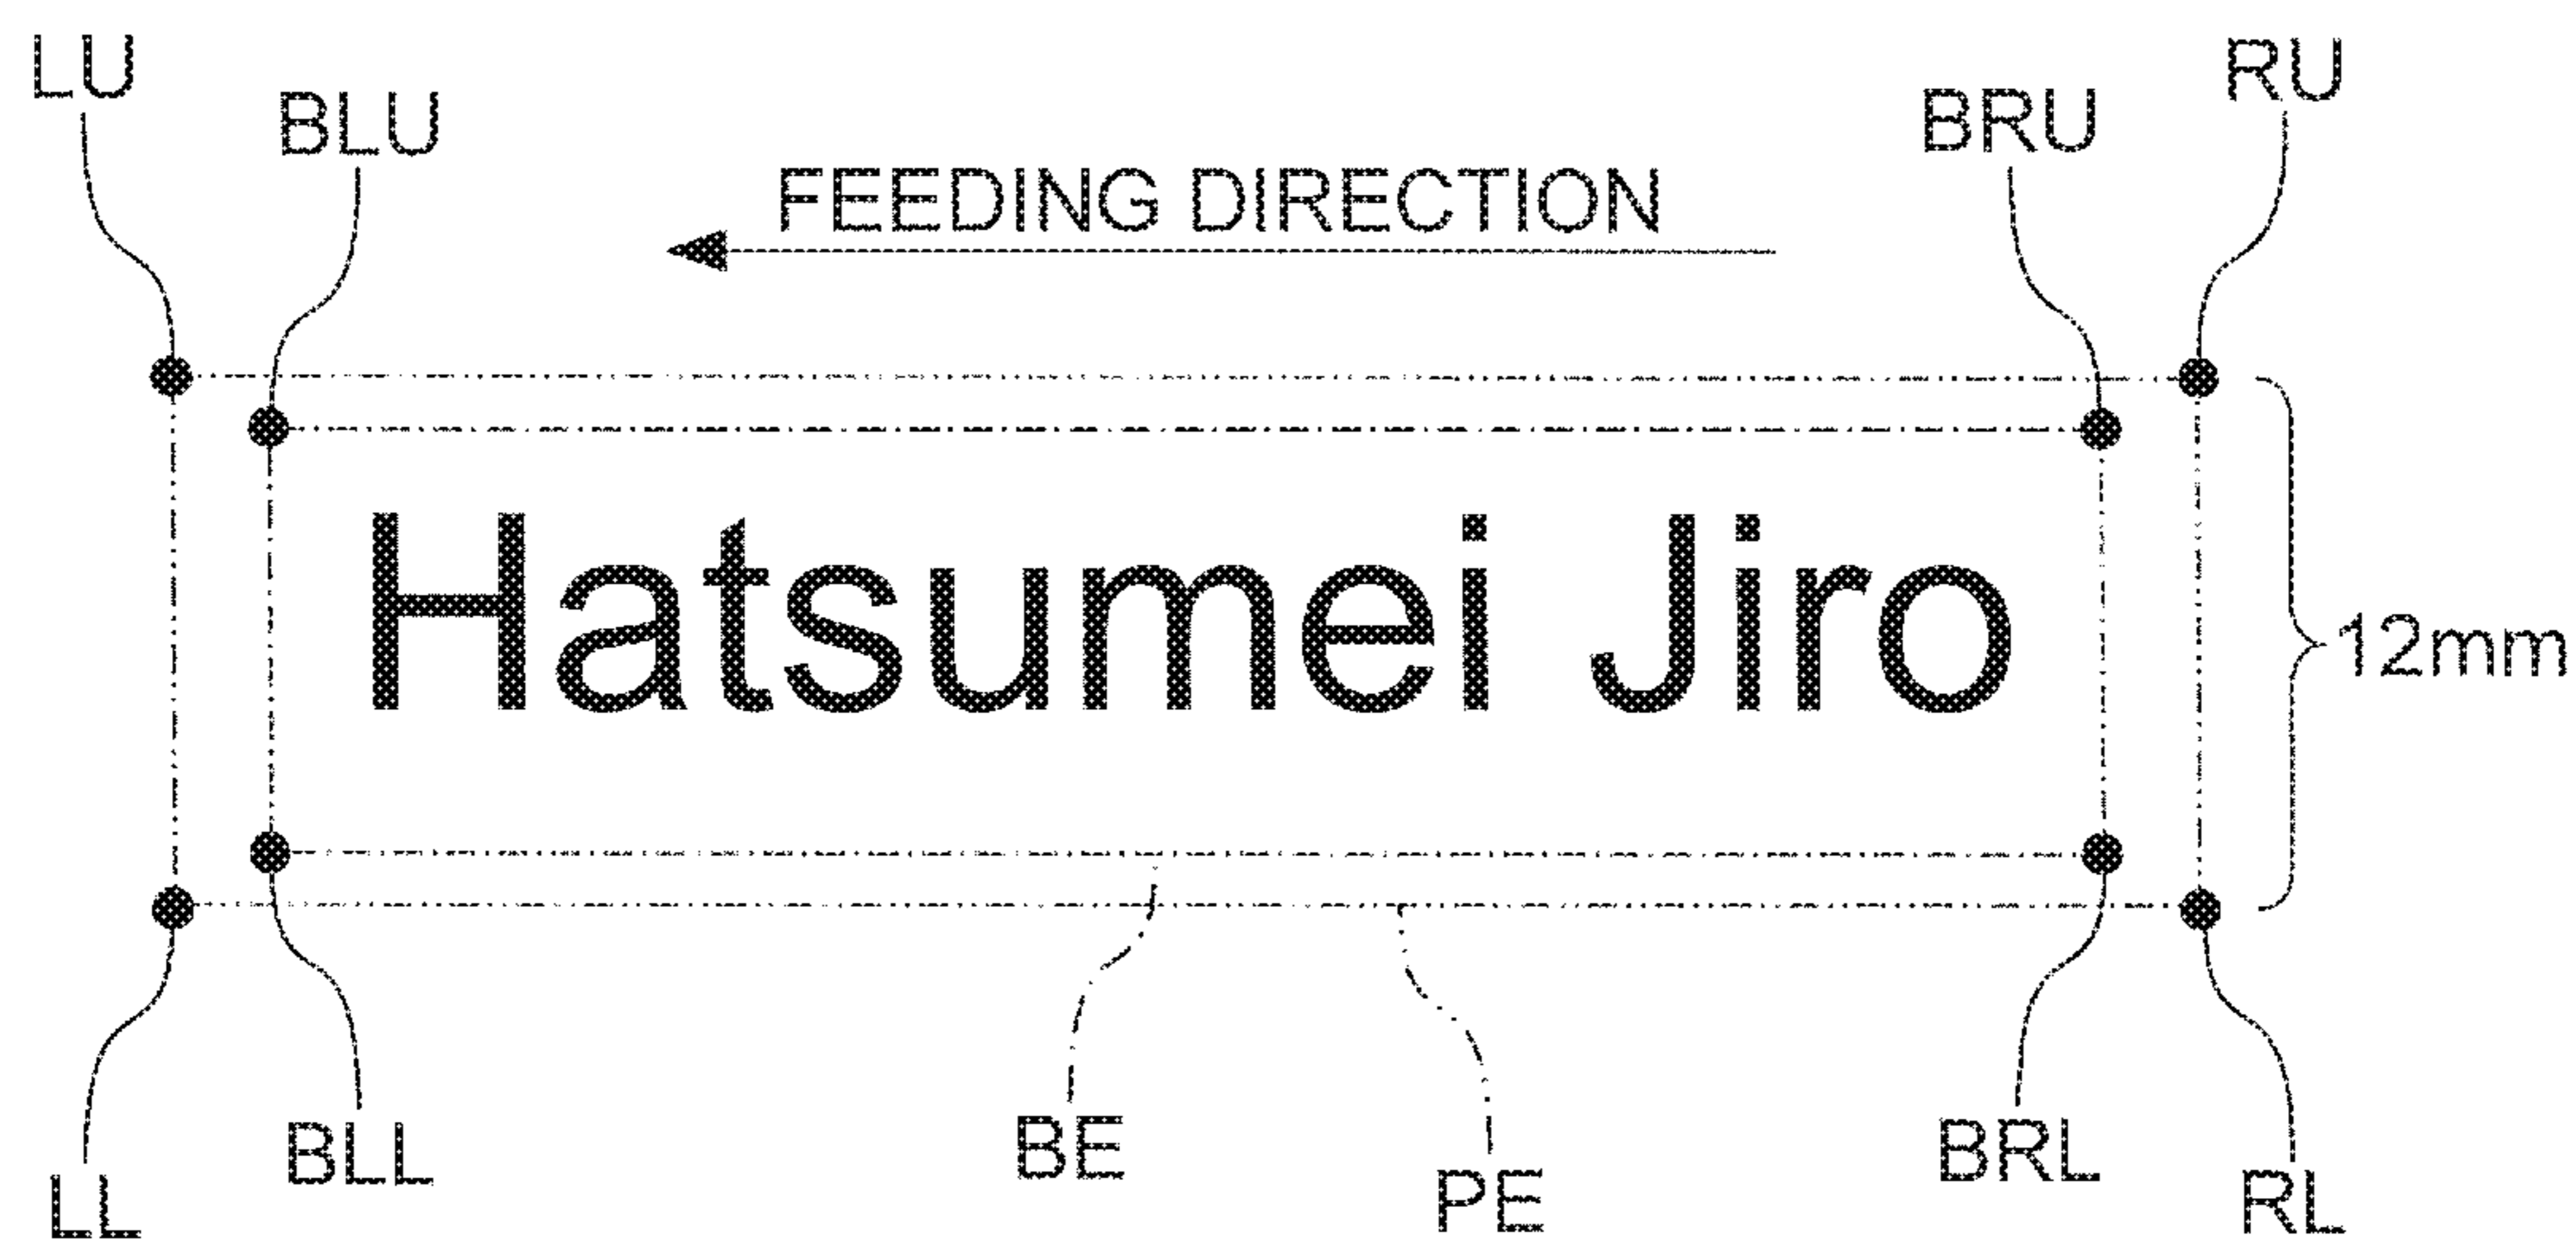 LU
BLU
BRU
RU
FEEDING DIRECTION
Hatsumei Jiro
12mm
LL
BLL
BE
PE
BRL
RL